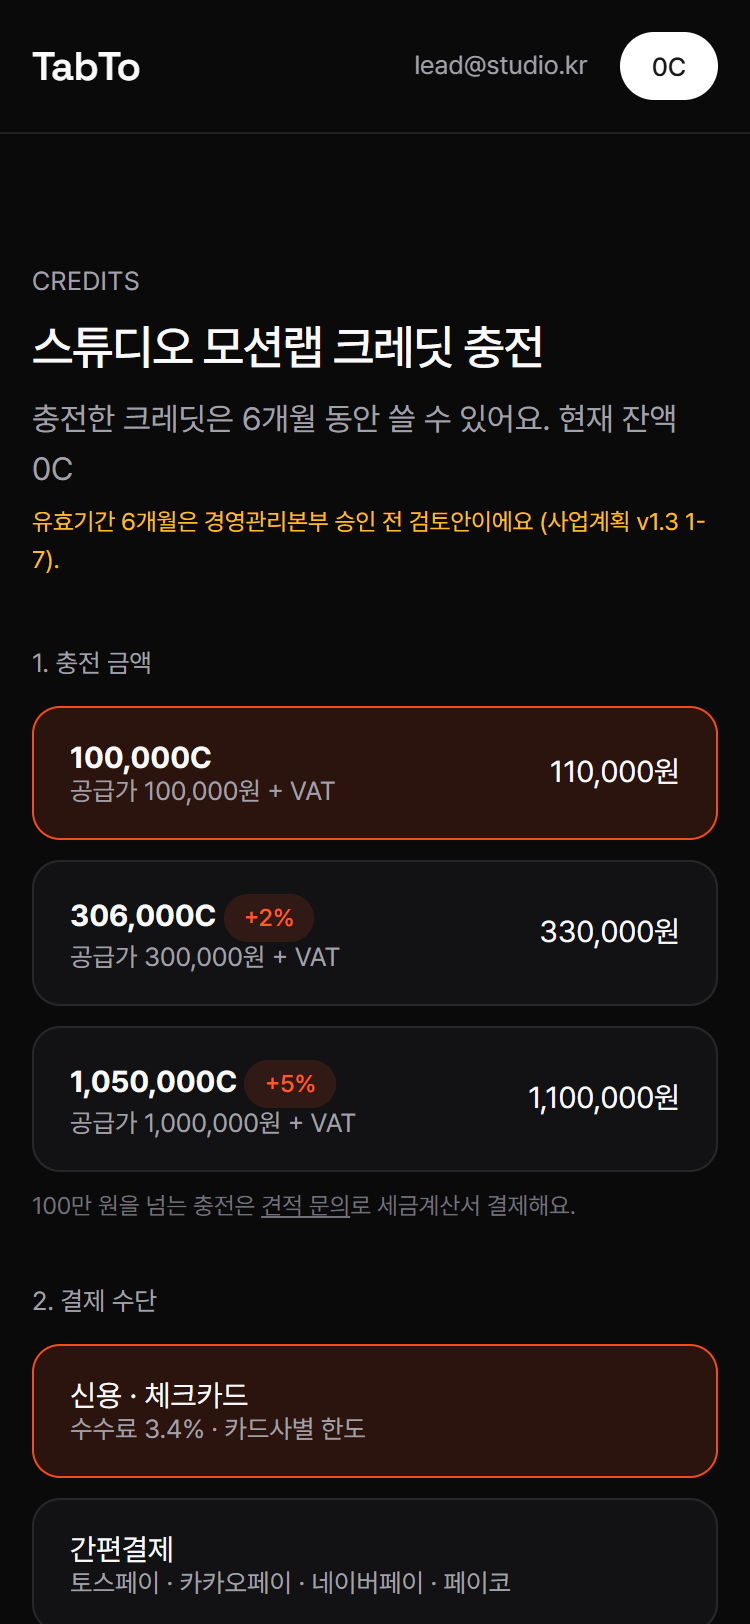 TabTo
lead@studio.kr
0C
CREDITS
스튜디오 모션랩 크레딧 충전
충전한 크레딧은 6개월 동안 쓸 수 있어요. 현재 잔액
0C
유효기간 6개월은 경영관리본부 승인 전 검토안이에요 (사업계획 v1.3 1-
7).
1. 충전 금액
100,000C
공급가 100,000원 + VAT
110,000원
306,000C +2%
공급가 300,000원 + VAT
330,000원
1,050,000C +5%
공급가 1,000,000원 + VAT
1,100,000원
100만 원을 넘는 충전은 견적 문의로 세금계산서 결제해요.
2. 결제 수단
신용 · 체크카드
수수료 3.4% · 카드사별 한도
간편결제
토스페이 · 카카오페이 · 네이버페이 · 페이코